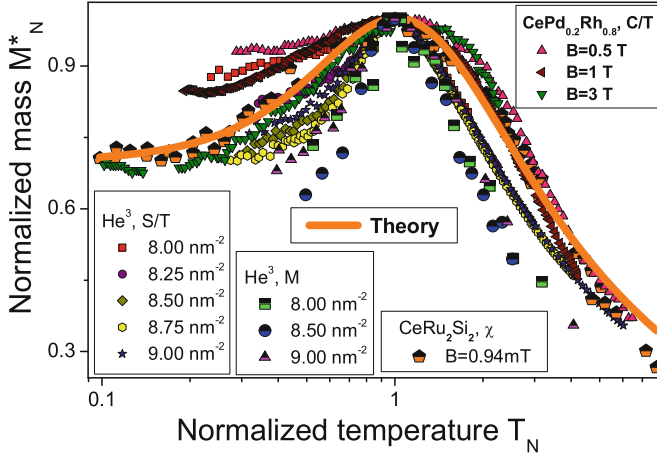 Normalized mass M*N
0.9
0.6
0.3
CePd0.2Rh0.8, C/T
B=0.5 T
B=1 T
B=3 T
Theory
He3, S/T
8.00 nm-2
8.25 nm-2
8.50 nm-2
8.75 nm-2
9.00 nm-2
He3, M
8.00 nm-2
8.50 nm-2
9.00 nm-2
CeRu2Si2, χ
B=0.94mT
0.1
1
Normalized temperature TN